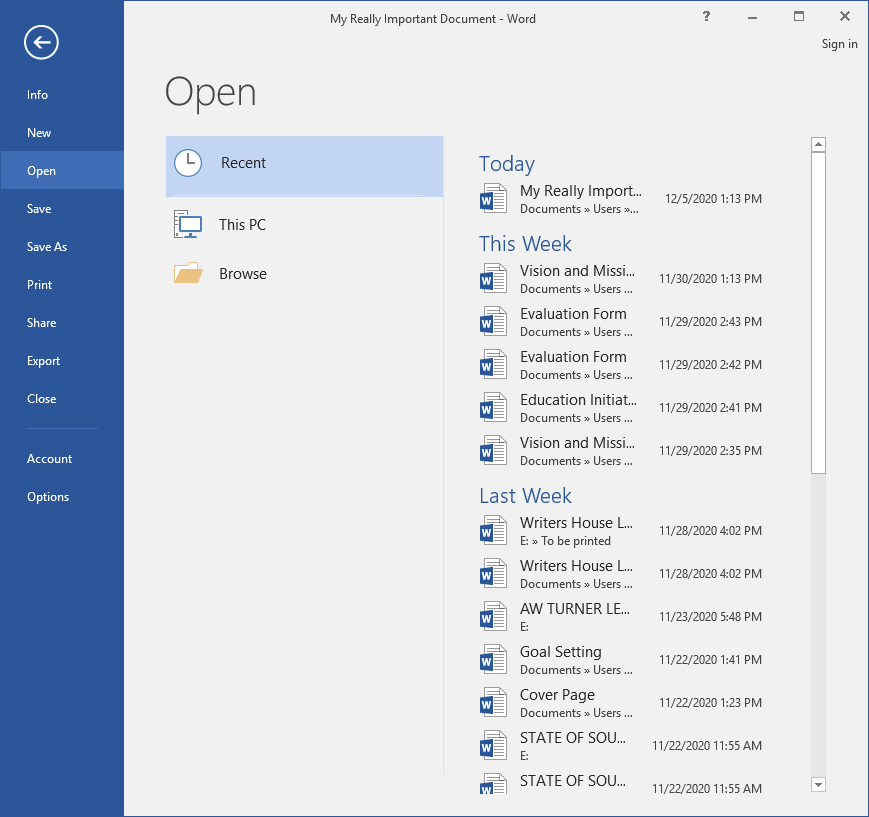 My Really Important Document - Word
?
Sign in
Info
New
Open
Save
Save As
Print
Share
Export
Close
Account
Options
Open
Recent
This PC
Browse
Today
My Really Import... 12/5/2020 1:13 PM
Documents » Users »...
This Week
Vision and Missi... 11/30/2020 1:13 PM
Documents » Users ...
Evaluation Form 11/29/2020 2:43 PM
Documents » Users ...
Evaluation Form 11/29/2020 2:42 PM
Documents » Users ...
Education Initiat... 11/29/2020 2:41 PM
Documents » Users ...
Vision and Missi... 11/29/2020 2:35 PM
Documents » Users ...
Last Week
Writers House L... 11/28/2020 4:02 PM
E: » To be printed
Writers House L... 11/28/2020 4:02 PM
Documents » Users ...
AW TURNER LE... 11/23/2020 5:48 PM
E:
Goal Setting 11/22/2020 1:41 PM
Documents » Users ...
Cover Page 11/22/2020 1:23 PM
Documents » Users ...
STATE OF SOU... 11/22/2020 11:55 AM
E:
STATE OF SOU... 11/22/2020 11:55 AM